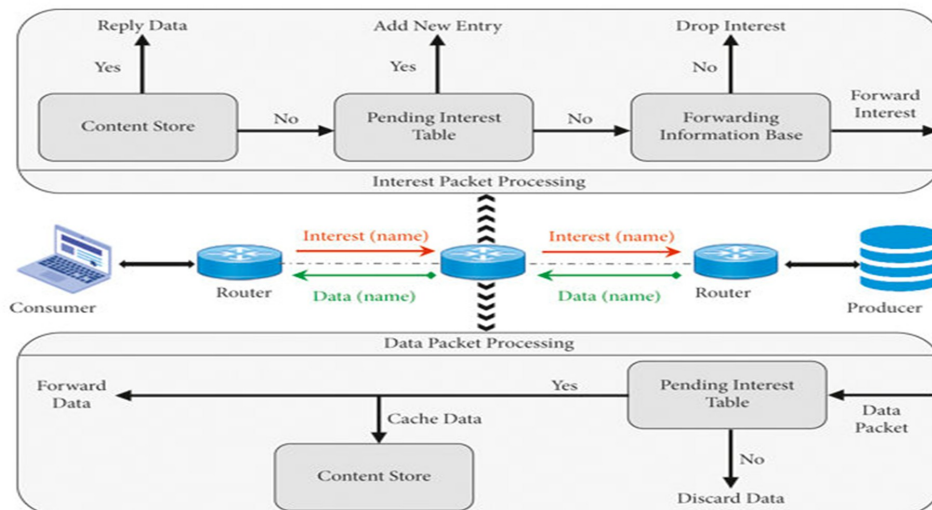 Reply Data
Add New Entry
Drop Interest
Yes
Yes
No
Content Store
No
Pending Interest
Table
No
Forwarding
Information Base
Forward
Interest
Interest Packet Processing
Interest (name)
Interest (name)
Consumer
Router
Data (name)
Data (name)
Router
Producer
Data Packet Processing
Forward
Data
Yes
Pending Interest
Table
Data
Packet
Cache Data
Content Store
No
Discard Data